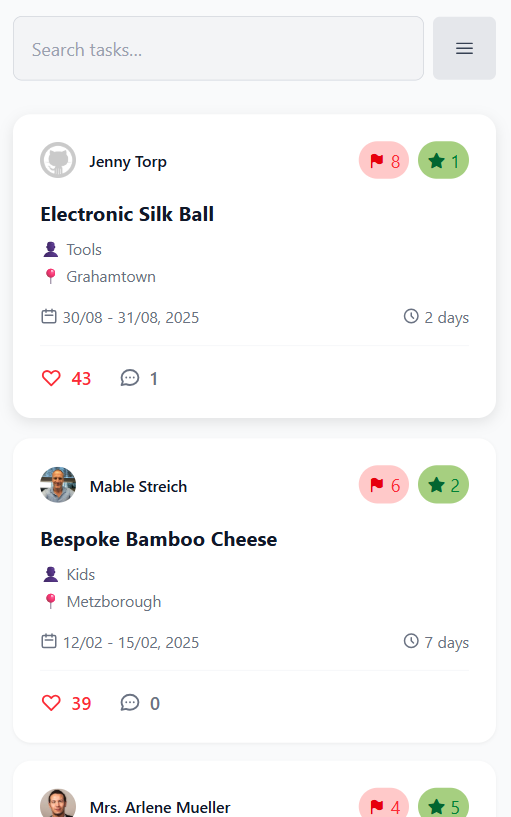 Search tasks...
Jenny Torp 8 1
Electronic Silk Ball
Tools
Grahamtown
30/08 - 31/08, 2025 2 days
43 1
Mable Streich 6 2
Bespoke Bamboo Cheese
Kids
Metzborough
12/02 - 15/02, 2025 7 days
39 0
Mrs. Arlene Mueller 4 5